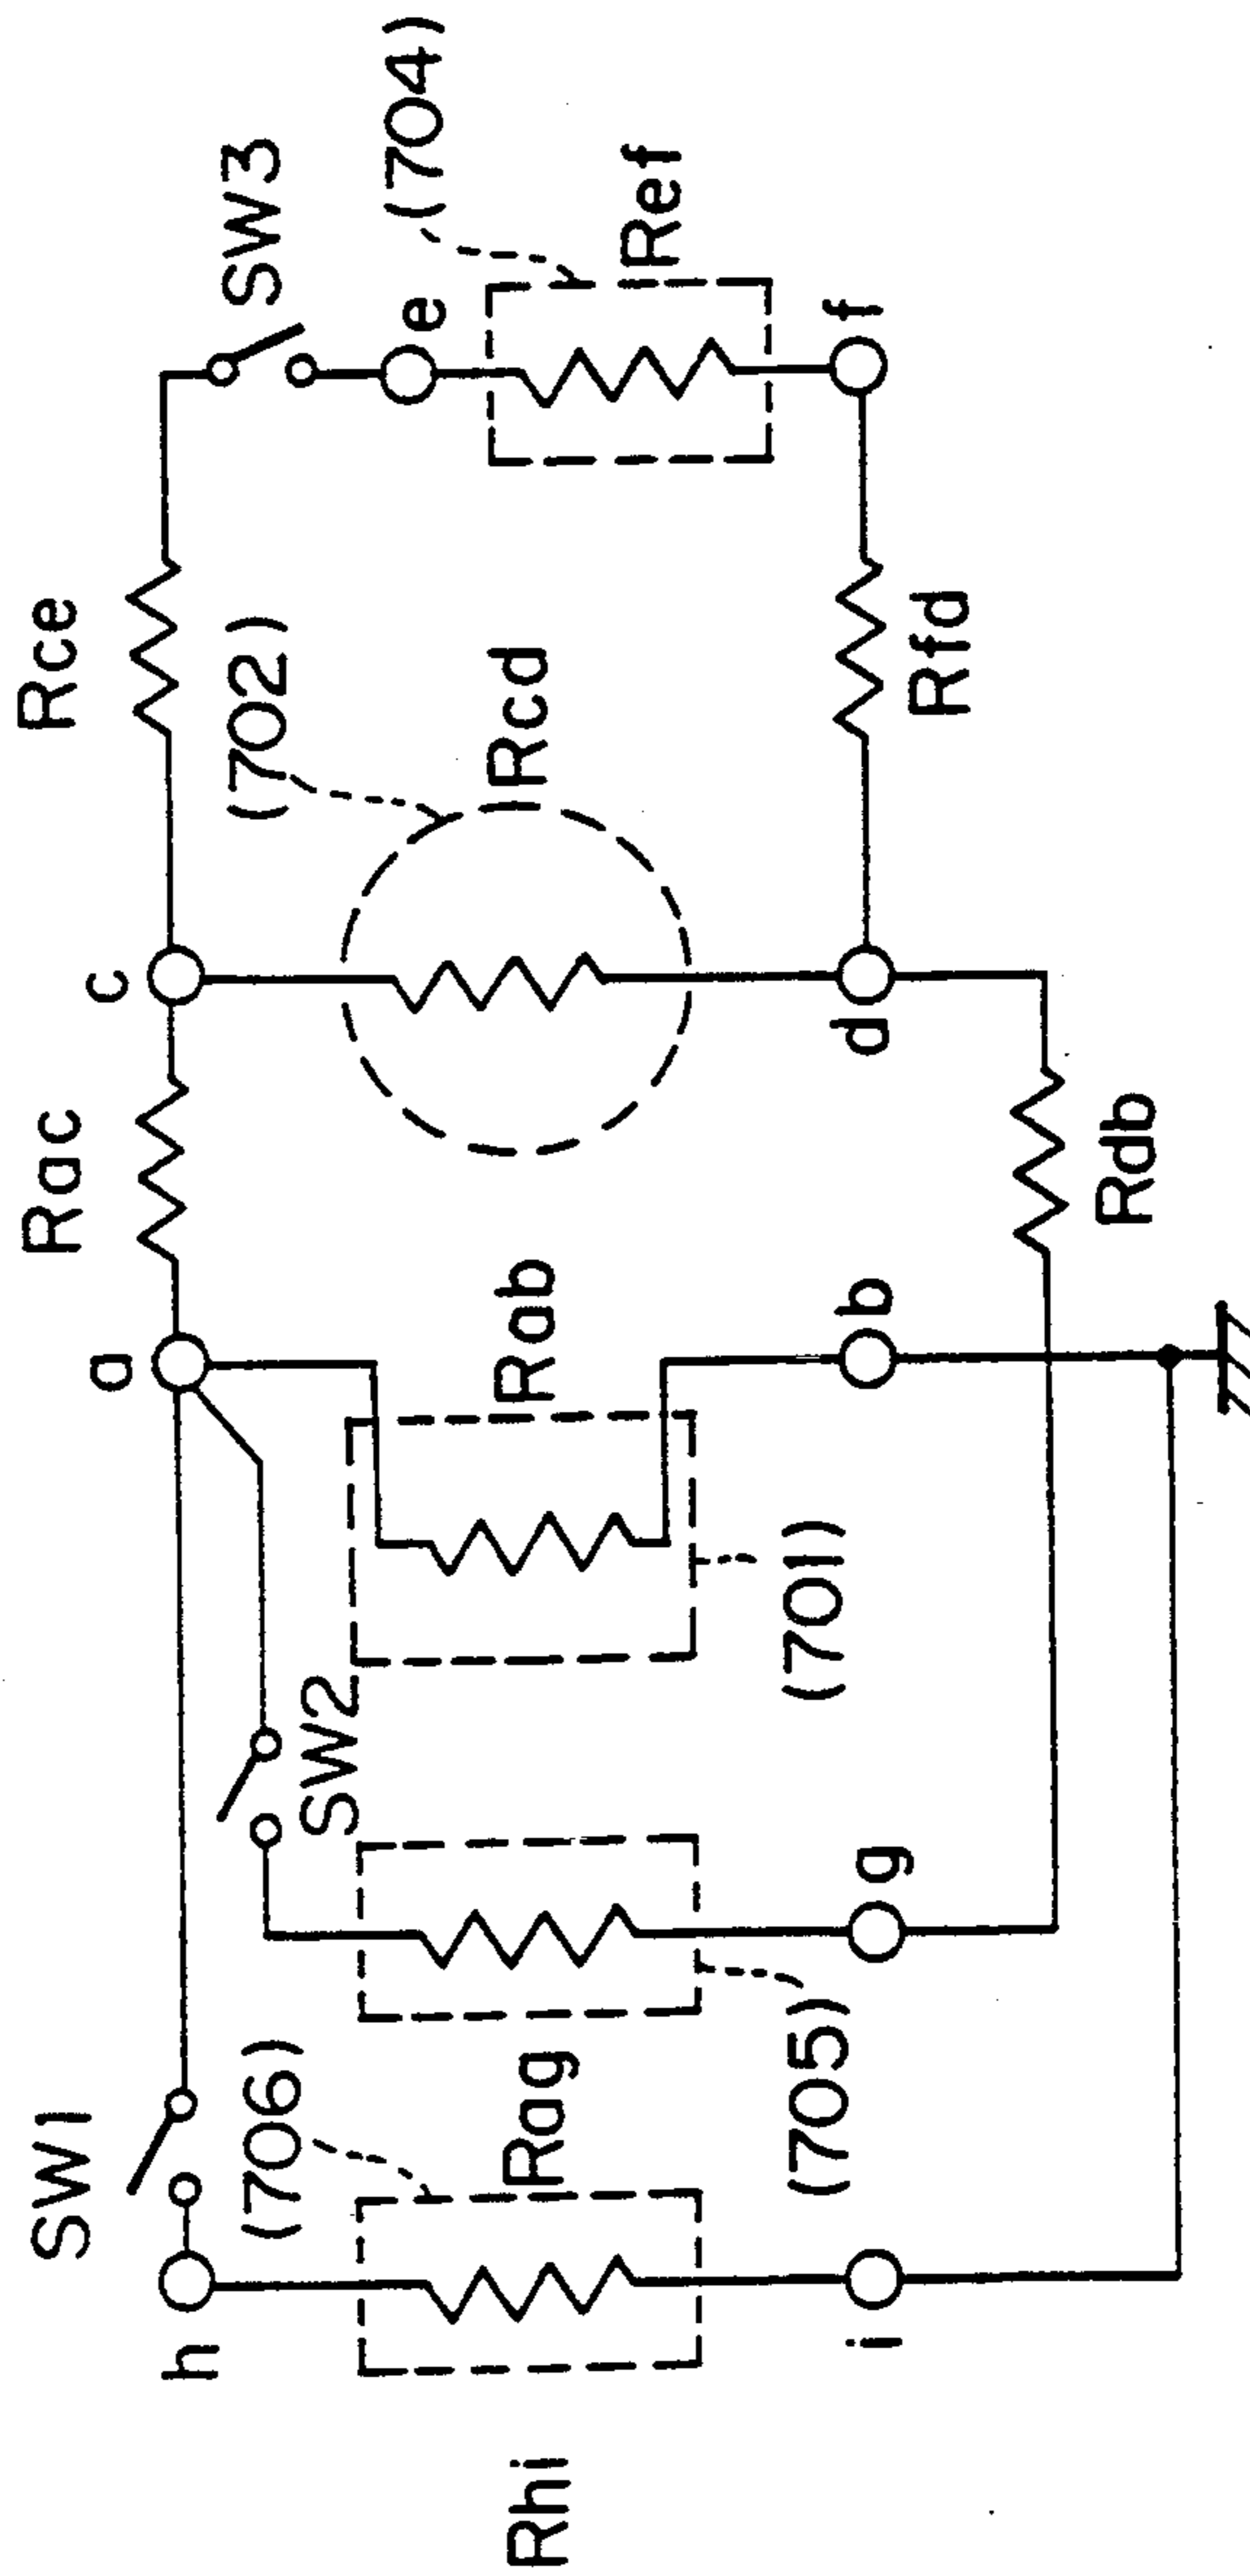 SW1
h
(706)
Rhi
i
Rag
(705)
g
SW2
a
Rab
(701)
b
Rac
c
(702)
Rcd
d
Rdb
Rce
SW3
e
(704)
Ref
f
Rfd